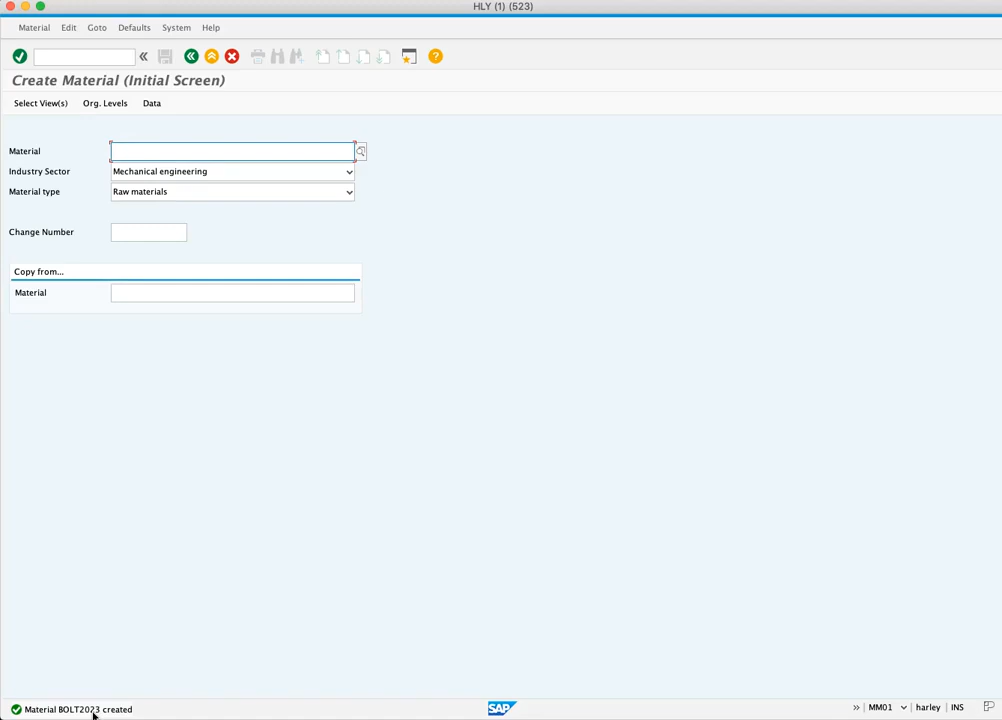 HLY (1) (523)
Material Edit Goto Defaults System Help
Create Material (Initial Screen)
Select View(s) Org. Levels Data
Material
Industry Sector Mechanical engineering
Material type Raw materials
Change Number
Copy from...
Material
Material BOLT2023 created SAP MM01 harley INS